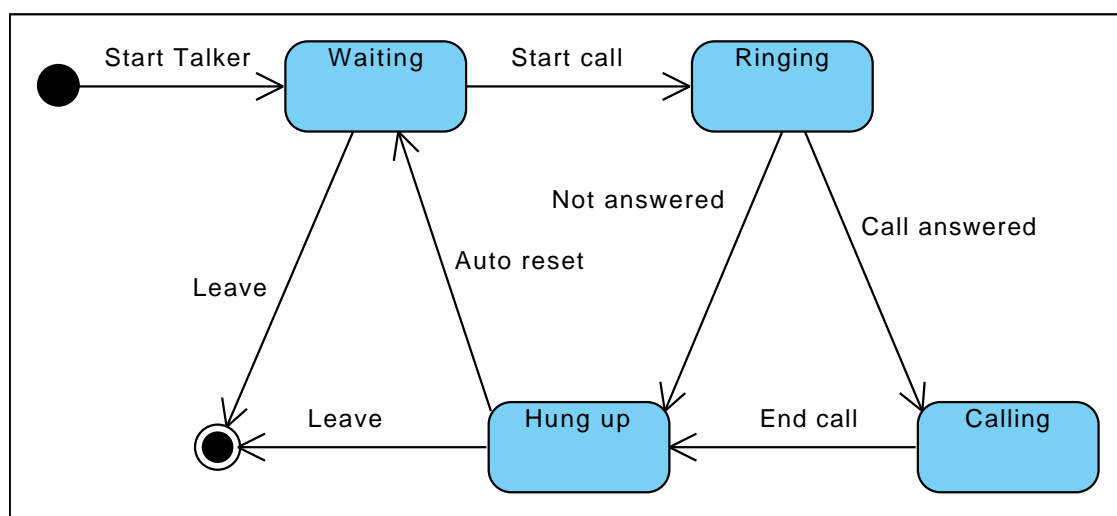 Start Talker
Waiting
Start call
Ringing
Not answered
Call answered
Auto reset
Leave
Leave
Hung up
End call
Calling